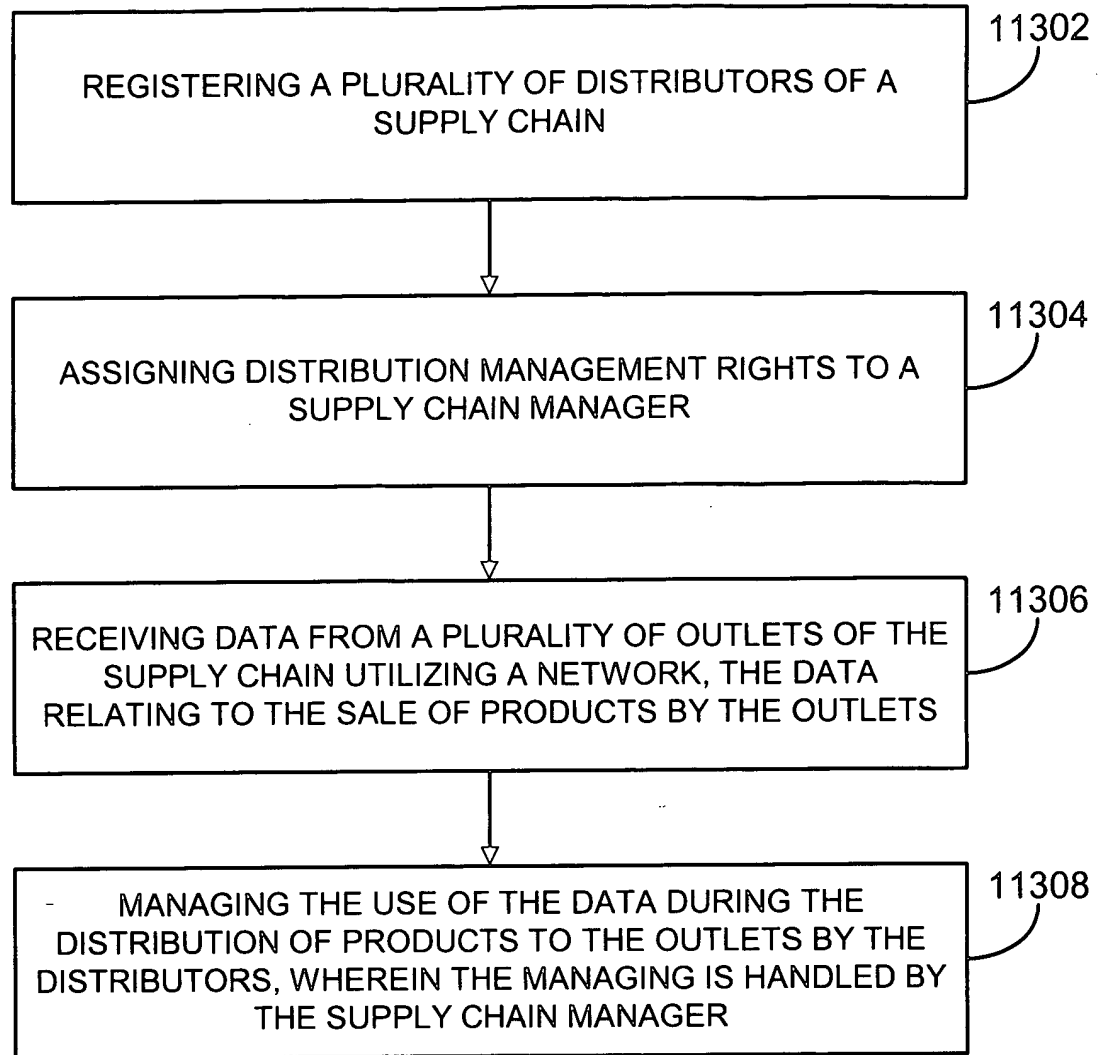 11302
REGISTERING A PLURALITY OF DISTRIBUTORS OF A
SUPPLY CHAIN
11304
ASSIGNING DISTRIBUTION MANAGEMENT RIGHTS TO A
SUPPLY CHAIN MANAGER
11306
RECEIVING DATA FROM A PLURALITY OF OUTLETS OF THE
SUPPLY CHAIN UTILIZING A NETWORK, THE DATA
RELATING TO THE SALE OF PRODUCTS BY THE OUTLETS
11308
MANAGING THE USE OF THE DATA DURING THE
DISTRIBUTION OF PRODUCTS TO THE OUTLETS BY THE
DISTRIBUTORS, WHEREIN THE MANAGING IS HANDLED BY
THE SUPPLY CHAIN MANAGER